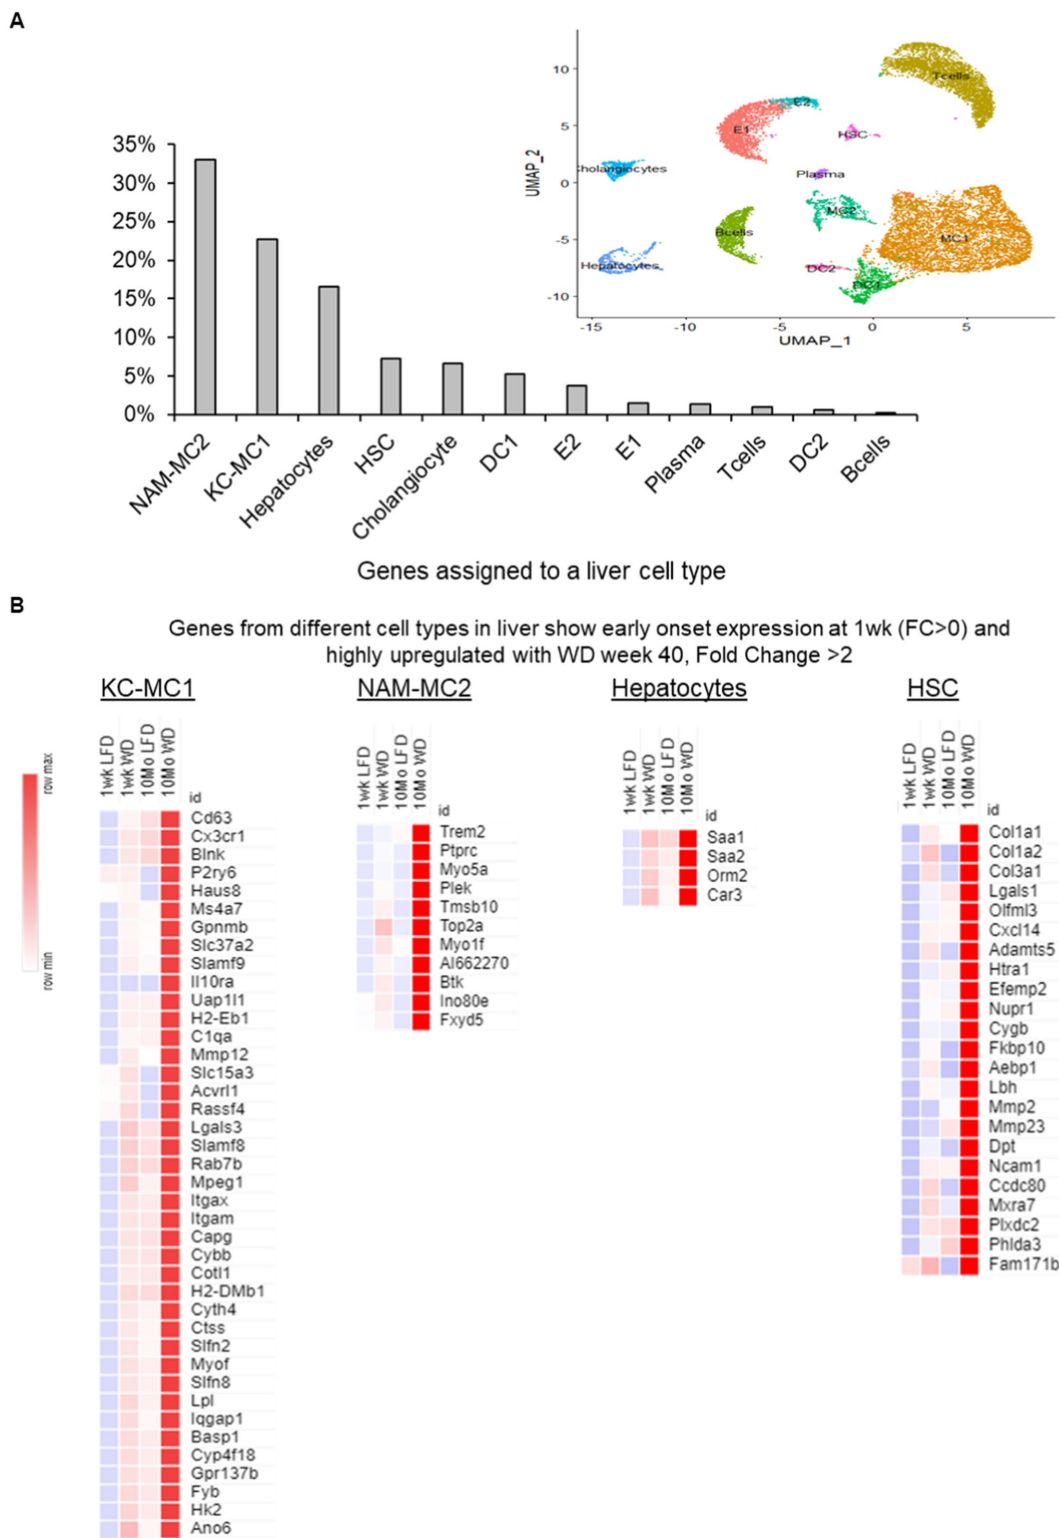 A
35%
30%
25%
20%
15%
10%
5%
0%
NAM-MC2
KC-MC1
Hepatocytes
HSC
Cholangiocyte
DC1
E2
E1
Plasma
Tcells
DC2
Bcells
UMAP_2
10
5
0
-5
-10
-15
-10
-5
0
5
UMAP_1
Tcells
E2
E1
HSC
Cholangiocytes
Plasma
MC2
Bcells
MC1
Hepatocytes
DC2
DC1
Genes assigned to a liver cell type
B
Genes from different cell types in liver show early onset expression at 1wk (FC>0) and
highly upregulated with WD week 40, Fold Change >2
row max
row min
KC-MC1
1wk LFD
1wk WD
10Mo LFD
10Mo WD
id
Cd63
Cx3cr1
Blnk
P2ry6
Haus8
Ms4a7
Gpnmb
Slc37a2
Slamf9
Il10ra
Uap1l1
H2-Eb1
C1qa
Mmp12
Slc15a3
Acvrl1
Rassf4
Lgals3
Slamf8
Rab7b
Mpeg1
Itgax
Itgam
Capg
Cybb
Cotl1
H2-DMb1
Cyth4
Ctss
Slfn2
Myof
Slfn8
Lpl
Iqgap1
Basp1
Cyp4f18
Gpr137b
Fyb
Hk2
Ano6
NAM-MC2
1wk LFD
1wk WD
10Mo LFD
10Mo WD
id
Trem2
Ptprc
Myo5a
Plek
Tmsb10
Top2a
Myo1f
AI662270
Btk
Ino80e
Fxyd5
Hepatocytes
1wk LFD
1wk WD
10Mo LFD
10Mo WD
id
Saa1
Saa2
Orm2
Car3
HSC
1wk LFD
1wk WD
10Mo LFD
10Mo WD
id
Col1a1
Col1a2
Col3a1
Lgals1
Olfml3
Cxcl14
Adamts5
Htra1
Efemp2
Nupr1
Cygb
Fkbp10
Aebp1
Lbh
Mmp2
Mmp23
Dpt
Ncam1
Ccdc80
Mxra7
Plxdc2
Phlda3
Fam171b